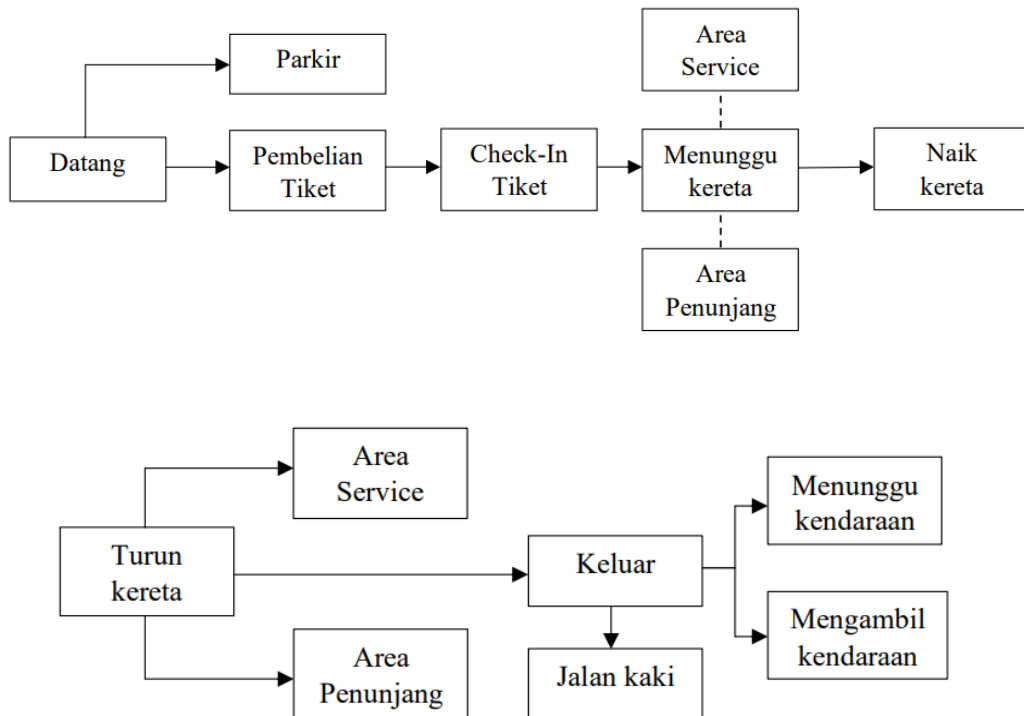 Area
Service
Parkir
Datang
Pembelian
Tiket
Check-In
Tiket
Menunggu
kereta
Naik
kereta
Area
Penunjang
Area
Service
Menunggu
kendaraan
Turun
kereta
Keluar
Mengambil
kendaraan
Area
Penunjang
Jalan kaki